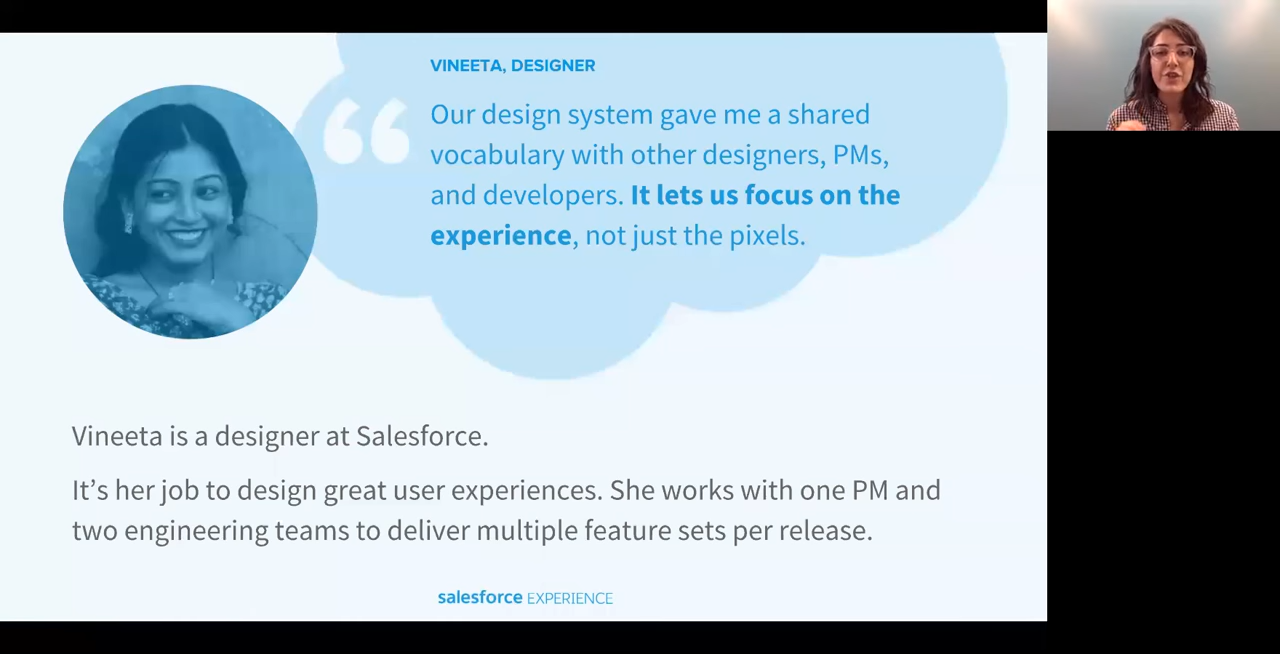 VINEETA, DESIGNER
“
Our design system gave me a shared
vocabulary with other designers, PMs,
and developers. It lets us focus on the
experience, not just the pixels.
Vineeta is a designer at Salesforce.
It’s her job to design great user experiences. She works with one PM and
two engineering teams to deliver multiple feature sets per release.
salesforce EXPERIENCE